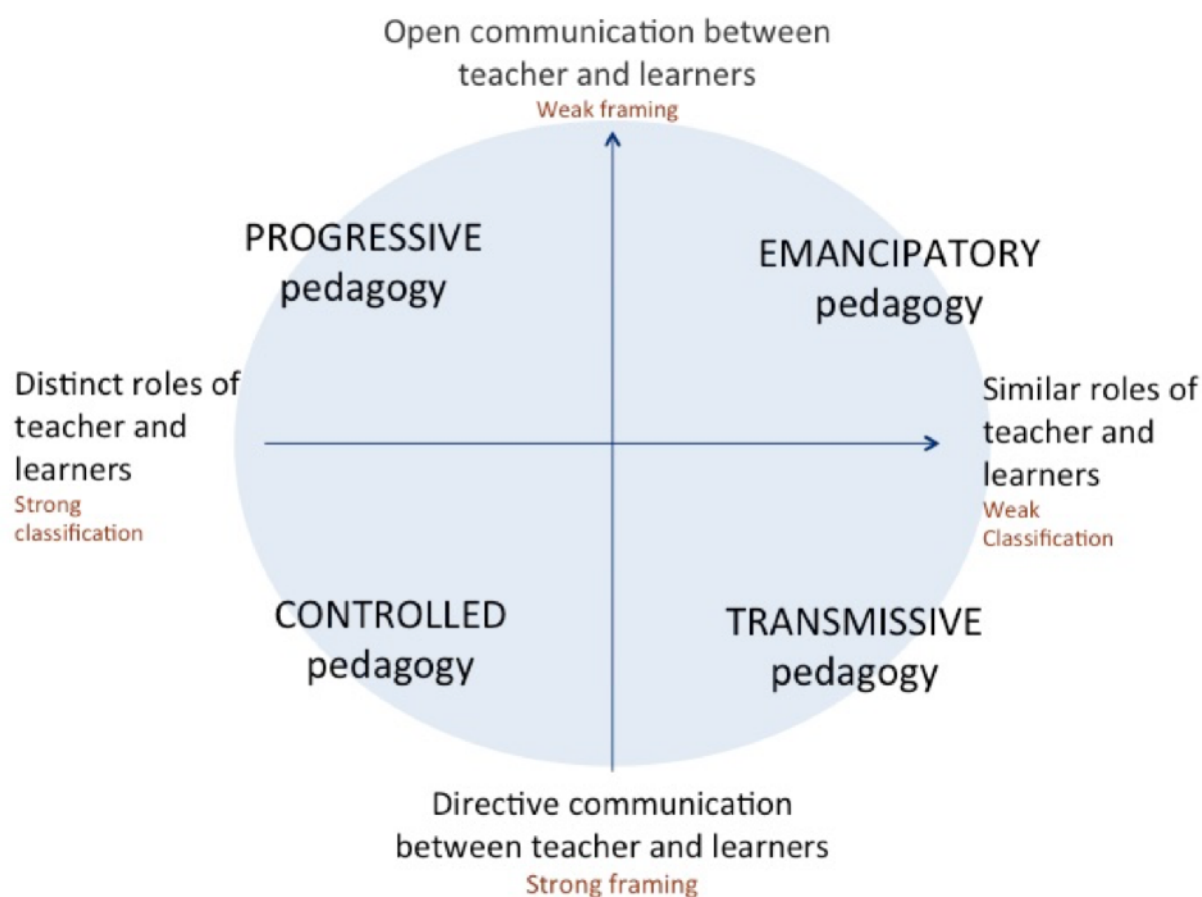 Open communication between
teacher and learners
Weak framing
PROGRESSIVE
pedagogy
EMANCIPATORY
pedagogy
Distinct roles of
teacher and
learners
Strong
classification
Similar roles of
teacher and
learners
Weak
Classification
CONTROLLED
pedagogy
TRANSMISSIVE
pedagogy
Directive communication
between teacher and learners
Strong framing